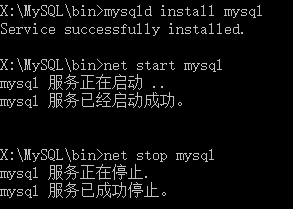 X:\MySQL\bin>mysqld install mysql
Service successfully installed.
X:\MySQL\bin>net start mysql
mysql 服务正在启动 ..
mysql 服务已经启动成功。
X:\MySQL\bin>net stop mysql
mysql 服务正在停止.
mysql 服务已成功停止。